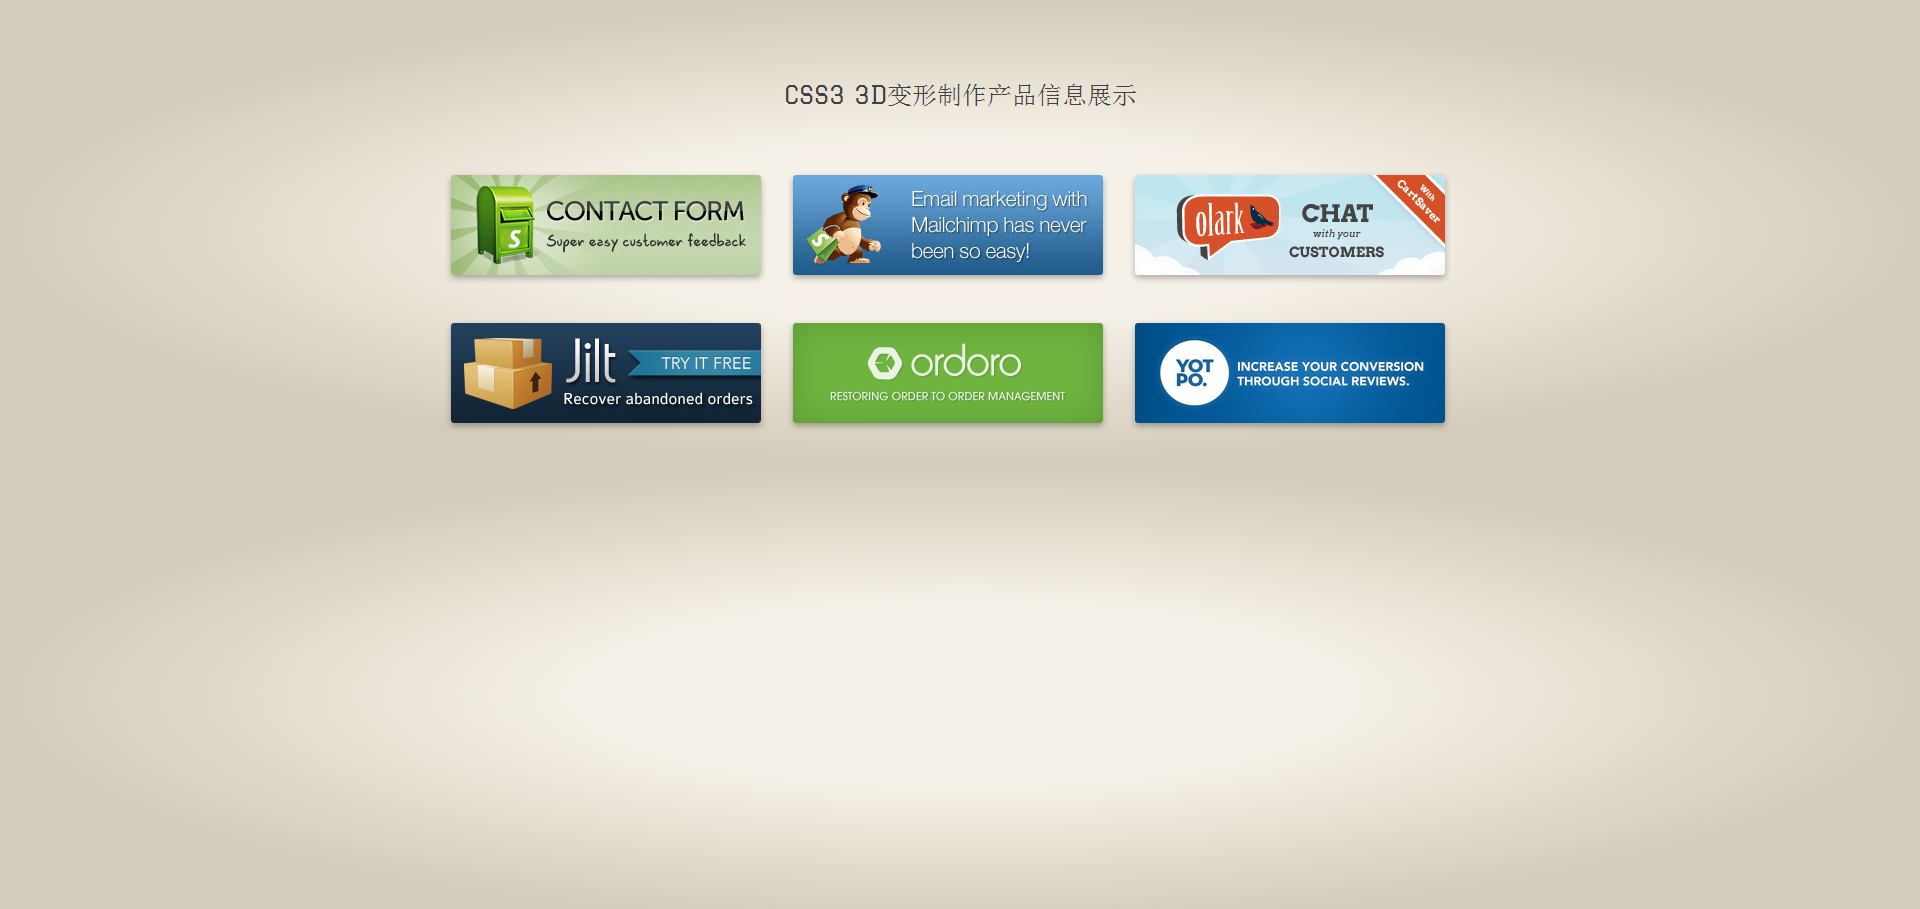 CSS3 3D变形制作产品信息展示
CONTACT FORM
Super easy customer feedback
S
Email marketing with
Mailchimp has never
been so easy!
S
olark
CHAT
with your
CUSTOMERS
With
CartSaver
Jilt
TRY IT FREE
Recover abandoned orders
ordoro
RESTORING ORDER TO ORDER MANAGEMENT
YOT
PO.
INCREASE YOUR CONVERSION
THROUGH SOCIAL REVIEWS.